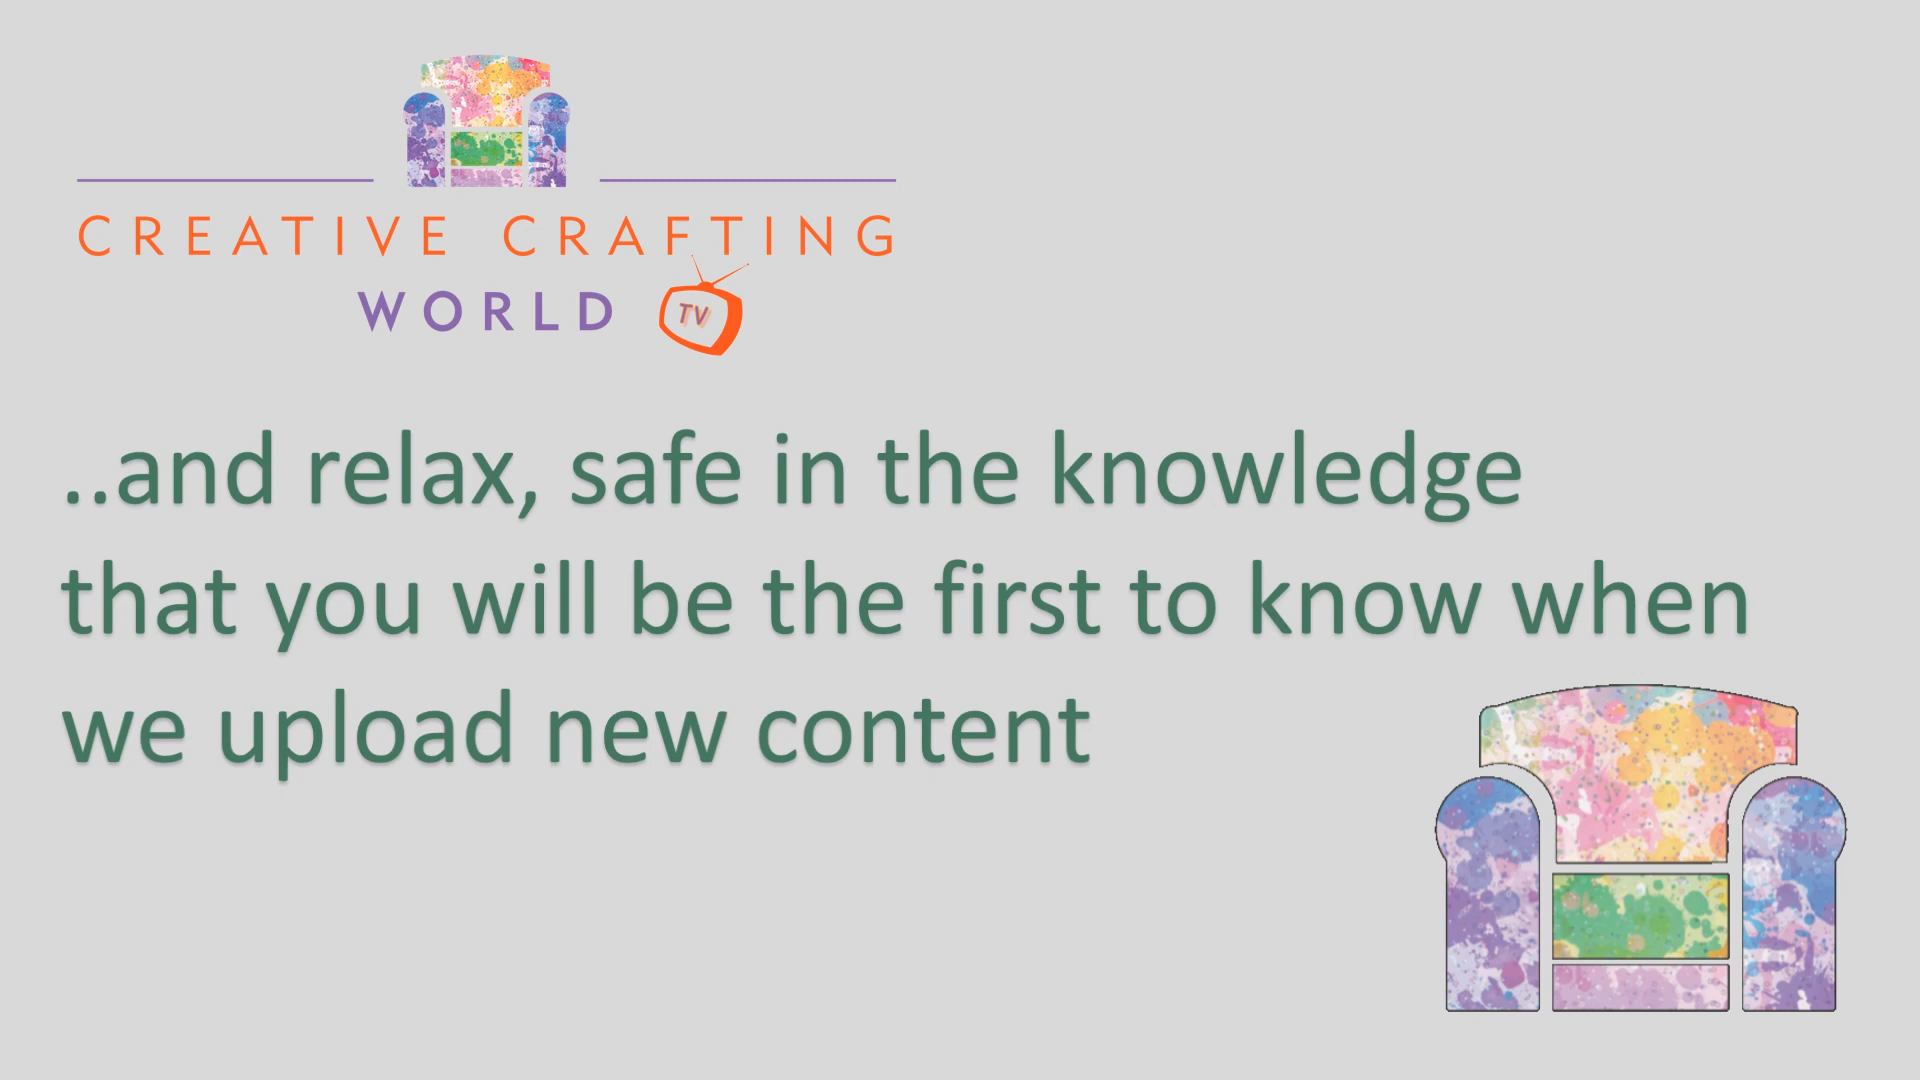 CREATIVE CRAFTING
WORLD TV
..and relax, safe in the knowledge
that you will be the first to know when
we upload new content